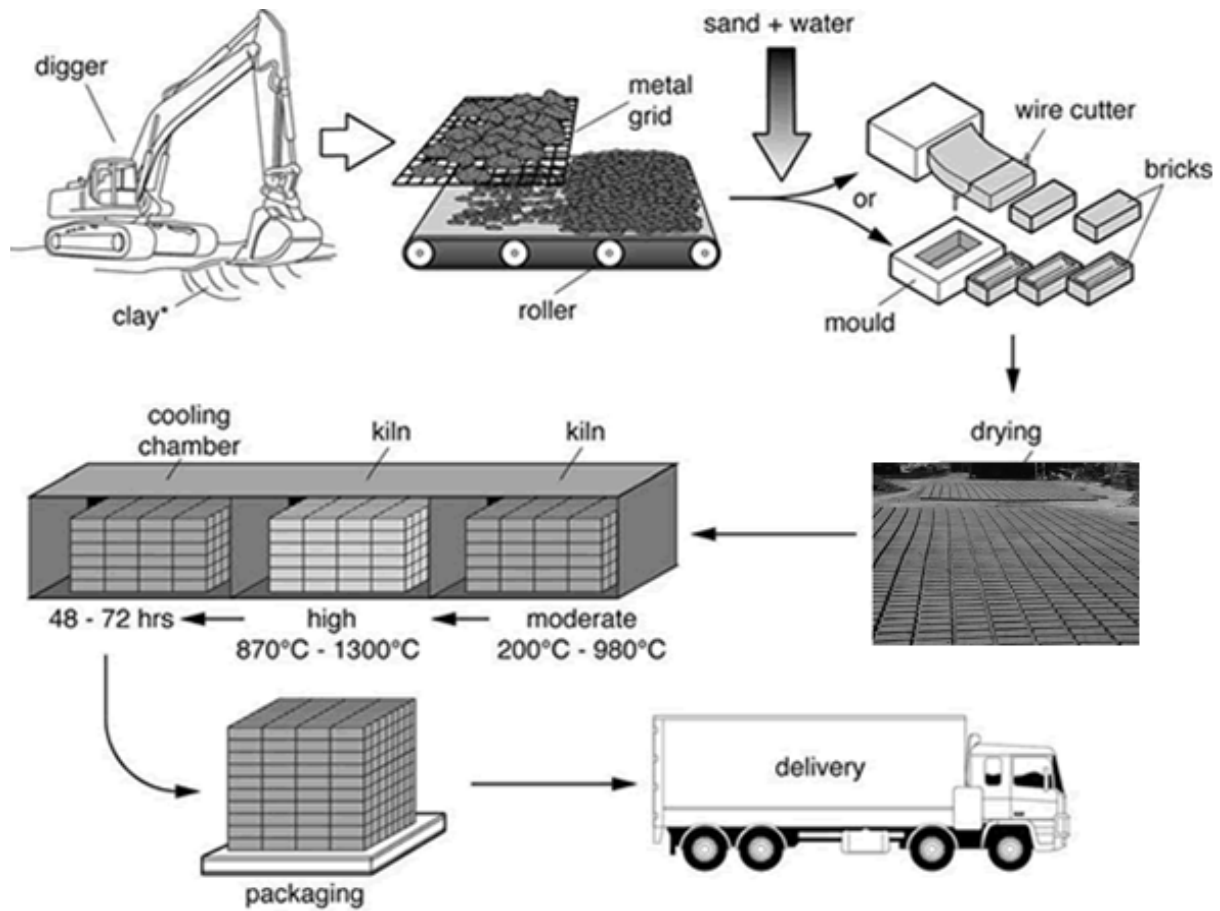 digger
clay*
metal
grid
roller
sand + water
wire cutter
or
bricks
mould
drying
cooling
chamber
kiln
kiln
48 - 72 hrs
high
870°C - 1300°C
moderate
200°C - 980°C
packaging
delivery